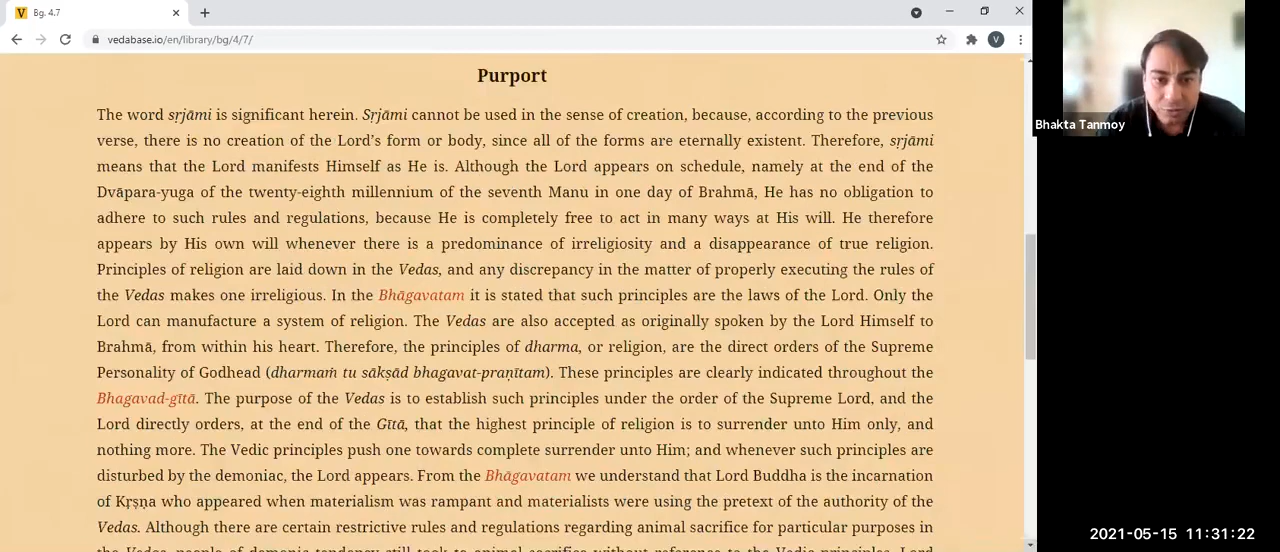 V Bg. 4.7
vedabase.io/en/library/bg/4/7/
V
Purport
The word sṛjāmi is significant herein. Sṛjāmi cannot be used in the sense of creation, because, according to the previous
verse, there is no creation of the Lord’s form or body, since all of the forms are eternally existent. Therefore, sṛjāmi
means that the Lord manifests Himself as He is. Although the Lord appears on schedule, namely at the end of the
Dvāpara-yuga of the twenty-eighth millennium of the seventh Manu in one day of Brahmā, He has no obligation to
adhere to such rules and regulations, because He is completely free to act in many ways at His will. He therefore
appears by His own will whenever there is a predominance of irreligiosity and a disappearance of true religion.
Principles of religion are laid down in the Vedas, and any discrepancy in the matter of properly executing the rules of
the Vedas makes one irreligious. In the Bhāgavatam it is stated that such principles are the laws of the Lord. Only the
Lord can manufacture a system of religion. The Vedas are also accepted as originally spoken by the Lord Himself to
Brahmā, from within his heart. Therefore, the principles of dharma, or religion, are the direct orders of the Supreme
Personality of Godhead (dharmaṁ tu sākṣād bhagavat-praṇītam). These principles are clearly indicated throughout the
Bhagavad-gītā. The purpose of the Vedas is to establish such principles under the order of the Supreme Lord, and the
Lord directly orders, at the end of the Gītā, that the highest principle of religion is to surrender unto Him only, and
nothing more. The Vedic principles push one towards complete surrender unto Him; and whenever such principles are
disturbed by the demoniac, the Lord appears. From the Bhāgavatam we understand that Lord Buddha is the incarnation
of Kṛṣṇa who appeared when materialism was rampant and materialists were using the pretext of the authority of the
Vedas. Although there are certain restrictive rules and regulations regarding animal sacrifice for particular purposes in
the Vedas, people of demonic tendency still took to animal sacrifice without reference to the Vedic principles. Lord
Bhakta Tanmoy
2021-05-15 11:31:22